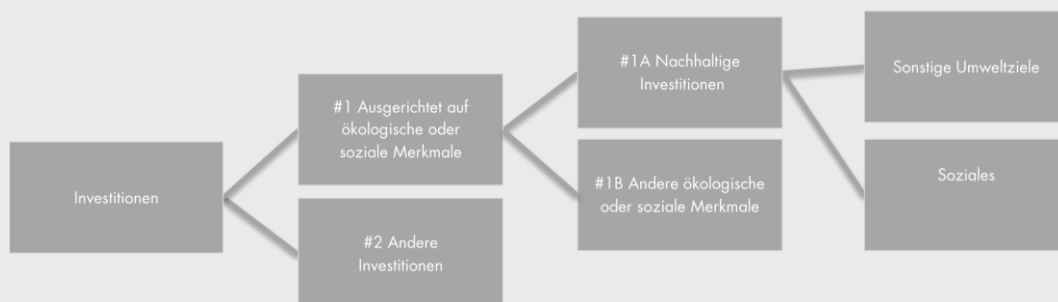 Investitionen
#1 Ausgerichtet auf
ökologische oder
soziale Merkmale
#2 Andere
Investitionen
#1A Nachhaltige
Investitionen
#1B Andere ökologische
oder soziale Merkmale
Sonstige Umweltziele
Soziales